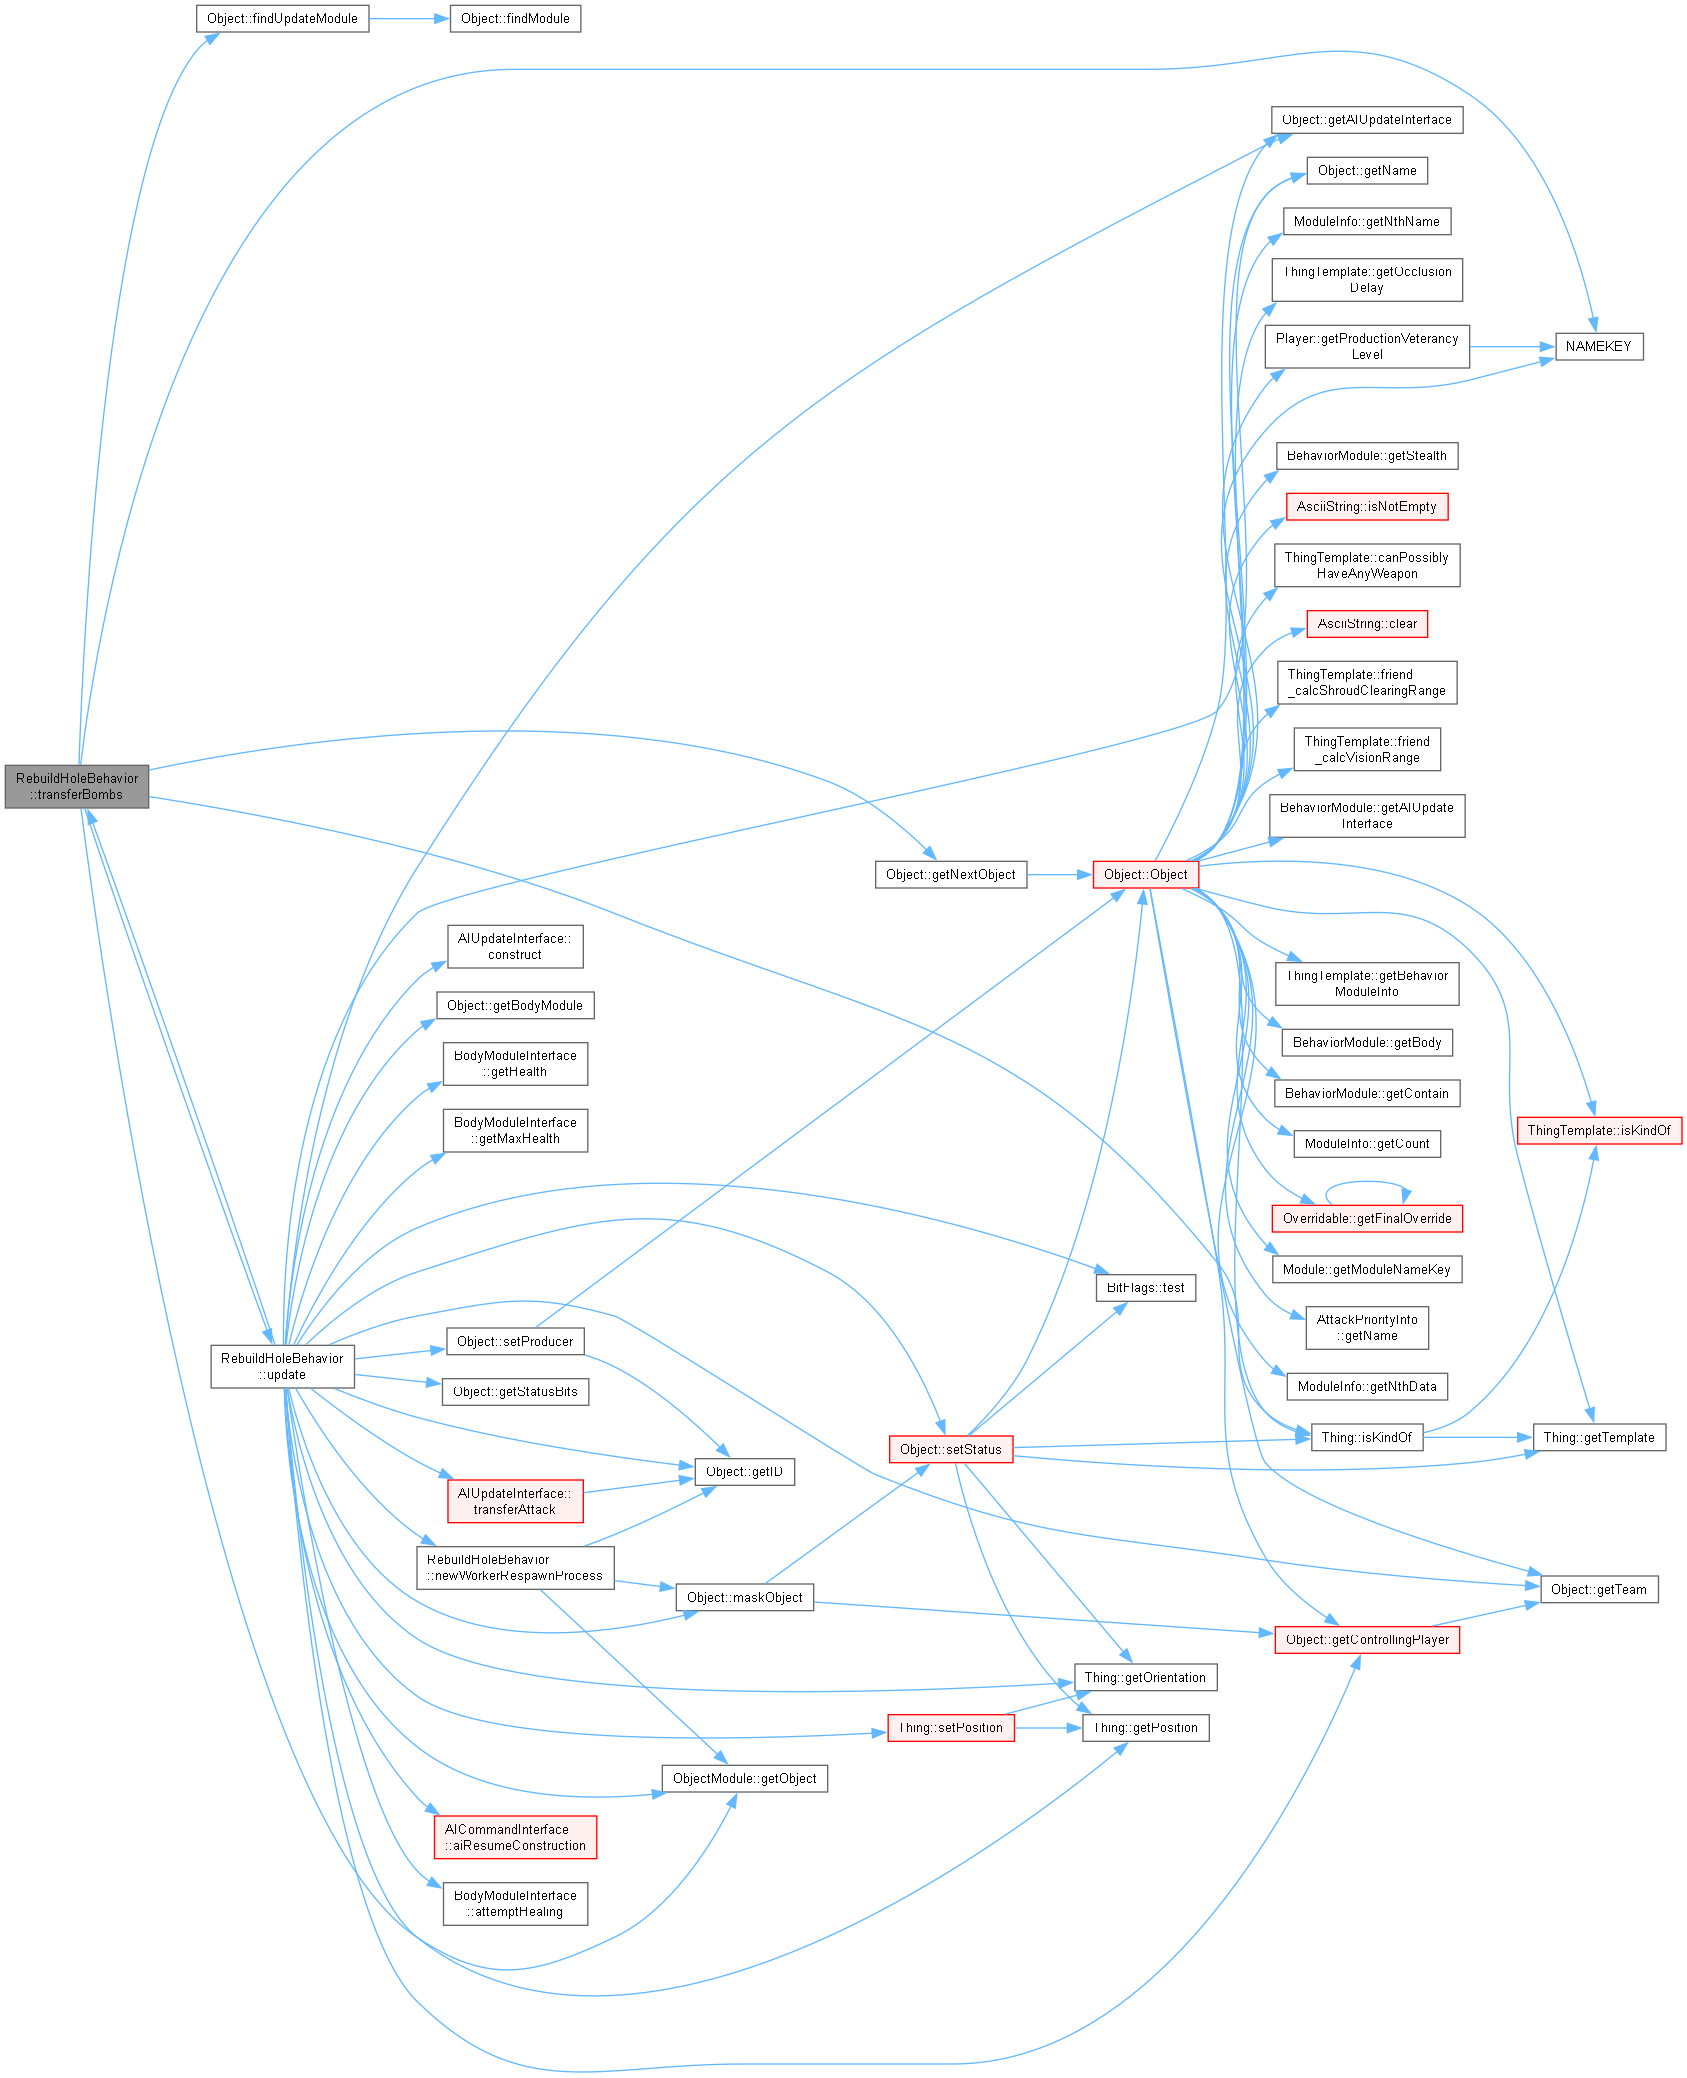 Object::findUpdateModule
Object::findModule
Object::getAIUpdateInterface
Object::getName
ModuleInfo::getNthName
ThingTemplate::getOcclusion
Delay
Player::getProductionVeterancy
Level
NAMEKEY
BehaviorModule::getStealth
AsciiString::isNotEmpty
ThingTemplate::canPossibly
HaveAnyWeapon
AsciiString::clear
ThingTemplate::friend
_calcShroudClearingRange
ThingTemplate::friend
_calcVisionRange
RebuildHoleBehavior
::transferBombs
BehaviorModule::getAIUpdate
Interface
Object::getNextObject
Object::Object
AIUpdateInterface::
construct
ThingTemplate::getBehavior
ModuleInfo
Object::getBodyModule
BehaviorModule::getBody
BodyModuleInterface
::getHealth
BehaviorModule::getContain
BodyModuleInterface
::getMaxHealth
ModuleInfo::getCount
ThingTemplate::isKindOf
Overridable::getFinalOverride
Module::getModuleNameKey
BitFlags::test
AttackPriorityInfo
::getName
Object::setProducer
RebuildHoleBehavior
::update
Object::getStatusBits
ModuleInfo::getNthData
Object::setStatus
Thing::isKindOf
Thing::getTemplate
Object::getID
AIUpdateInterface::
transferAttack
RebuildHoleBehavior
::newWorkerRespawnProcess
Object::maskObject
Object::getTeam
Object::getControllingPlayer
Thing::getOrientation
Thing::setPosition
Thing::getPosition
ObjectModule::getObject
AICommandInterface
::aiResumeConstruction
BodyModuleInterface
::attemptHealing